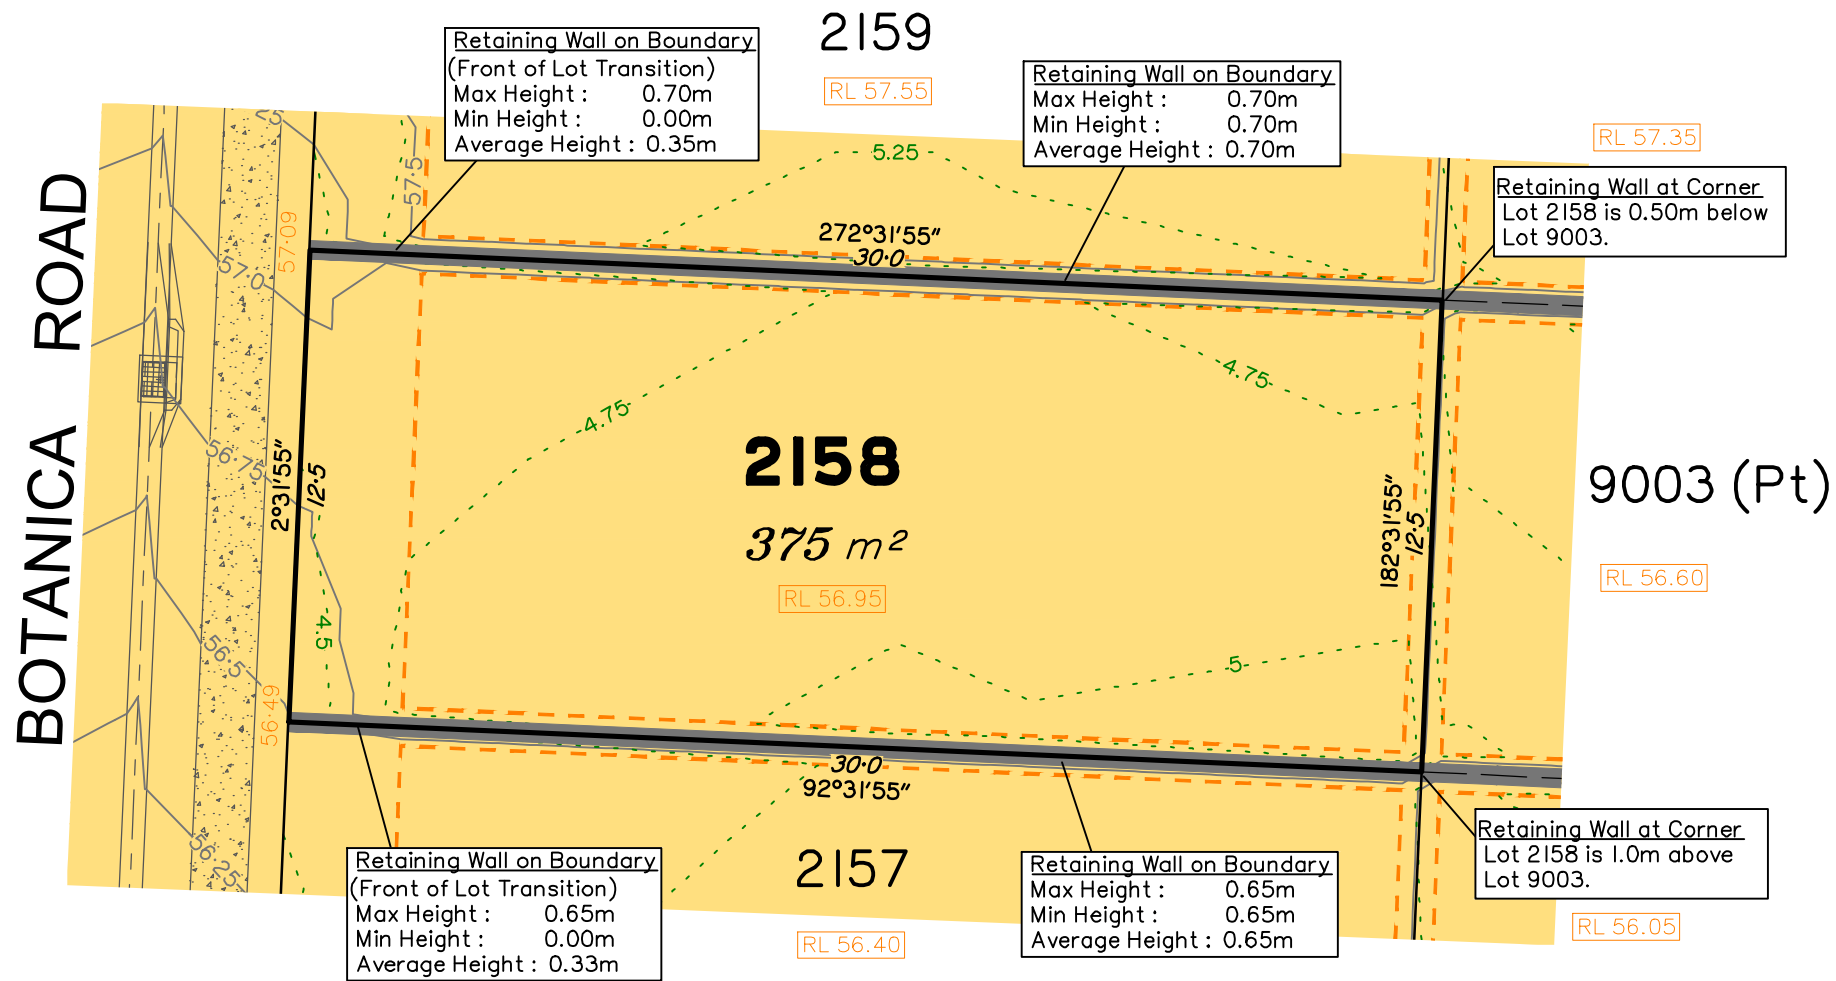 2159
RL 57.55
Retaining Wall on Boundary
(Front of Lot Transition)
Max Height : 0.70m
Min Height : 0.00m
Average Height : 0.35m
Retaining Wall on Boundary
Max Height : 0.70m
Min Height : 0.70m
Average Height : 0.70m
RL 57.35
Retaining Wall at Corner
Lot 2158 is 0.50m below
Lot 9003.
25
57·5
5.25
272°31'55"
30·0
57·09
57·0
BOTANICA ROAD
4.75
4.75
2158
375 m²
RL 56.95
56·75
2°31'55"
12·5
182°31'55"
12·5
9003 (Pt)
RL 56.60
4.5
56·5
5
56·49
30·0
92°31'55"
56·25
2157
RL 56.40
Retaining Wall on Boundary
(Front of Lot Transition)
Max Height : 0.65m
Min Height : 0.00m
Average Height : 0.33m
Retaining Wall on Boundary
Max Height : 0.65m
Min Height : 0.65m
Average Height : 0.65m
Retaining Wall at Corner
Lot 2158 is 1.0m above
Lot 9003.
RL 56.05